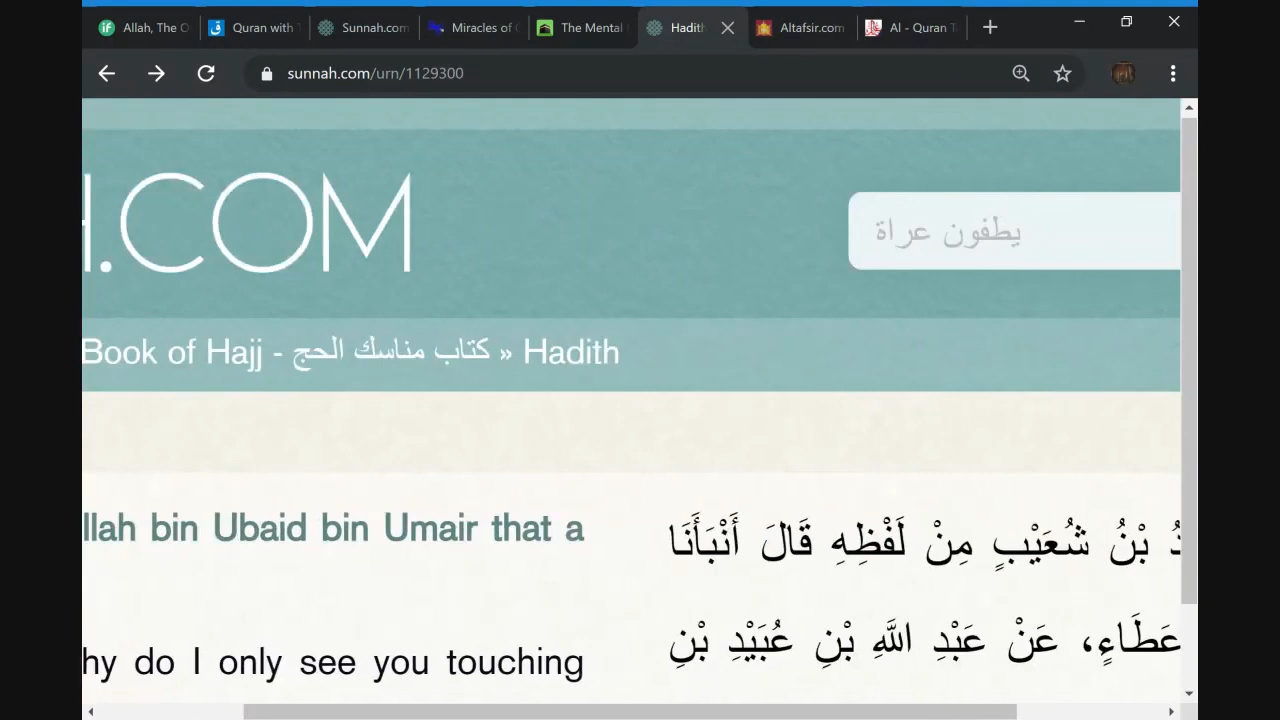 Allah, The O
Quran with T
Sunnah.com
Miracles of
The Mental
Hadith
Altafsir.com
Al - Quran T
sunnah.com/urn/1129300
H.COM
يطفون عراة
Book of Hajj - كتاب مناسك الحج » Hadith
llah bin Ubaid bin Umair that a
بْنُ شُعَيْبٍ مِنْ لَفْظِهِ قَالَ أَنْبَأَنَا
عَطَاءٍ، عَنْ عَبْدِ اللَّهِ بْنِ عُبَيْدِ بْنِ
hy do I only see you touching